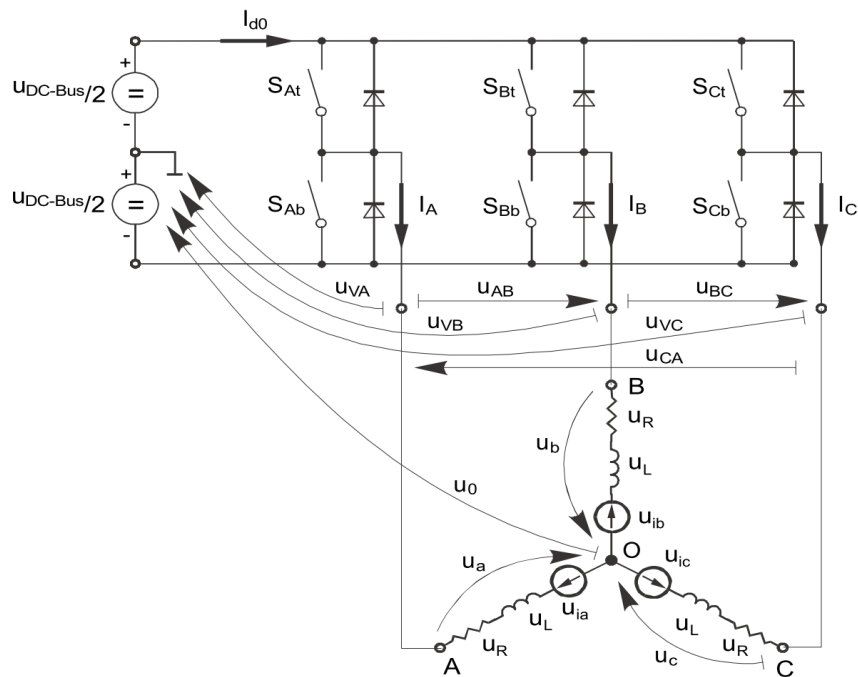 I_d0
+
u_DC-Bus/2
=
-
S_At
S_Bt
S_Ct
+
u_DC-Bus/2
=
-
S_Ab
I_A
S_Bb
I_B
S_Cb
I_C
u_VA
u_AB
u_BC
u_VB
u_VC
u_CA
B
u_R
u_b
u_L
u_0
u_ib
O
u_a
u_ic
u_ia
u_L
u_L
u_R
u_R
u_c
A
C